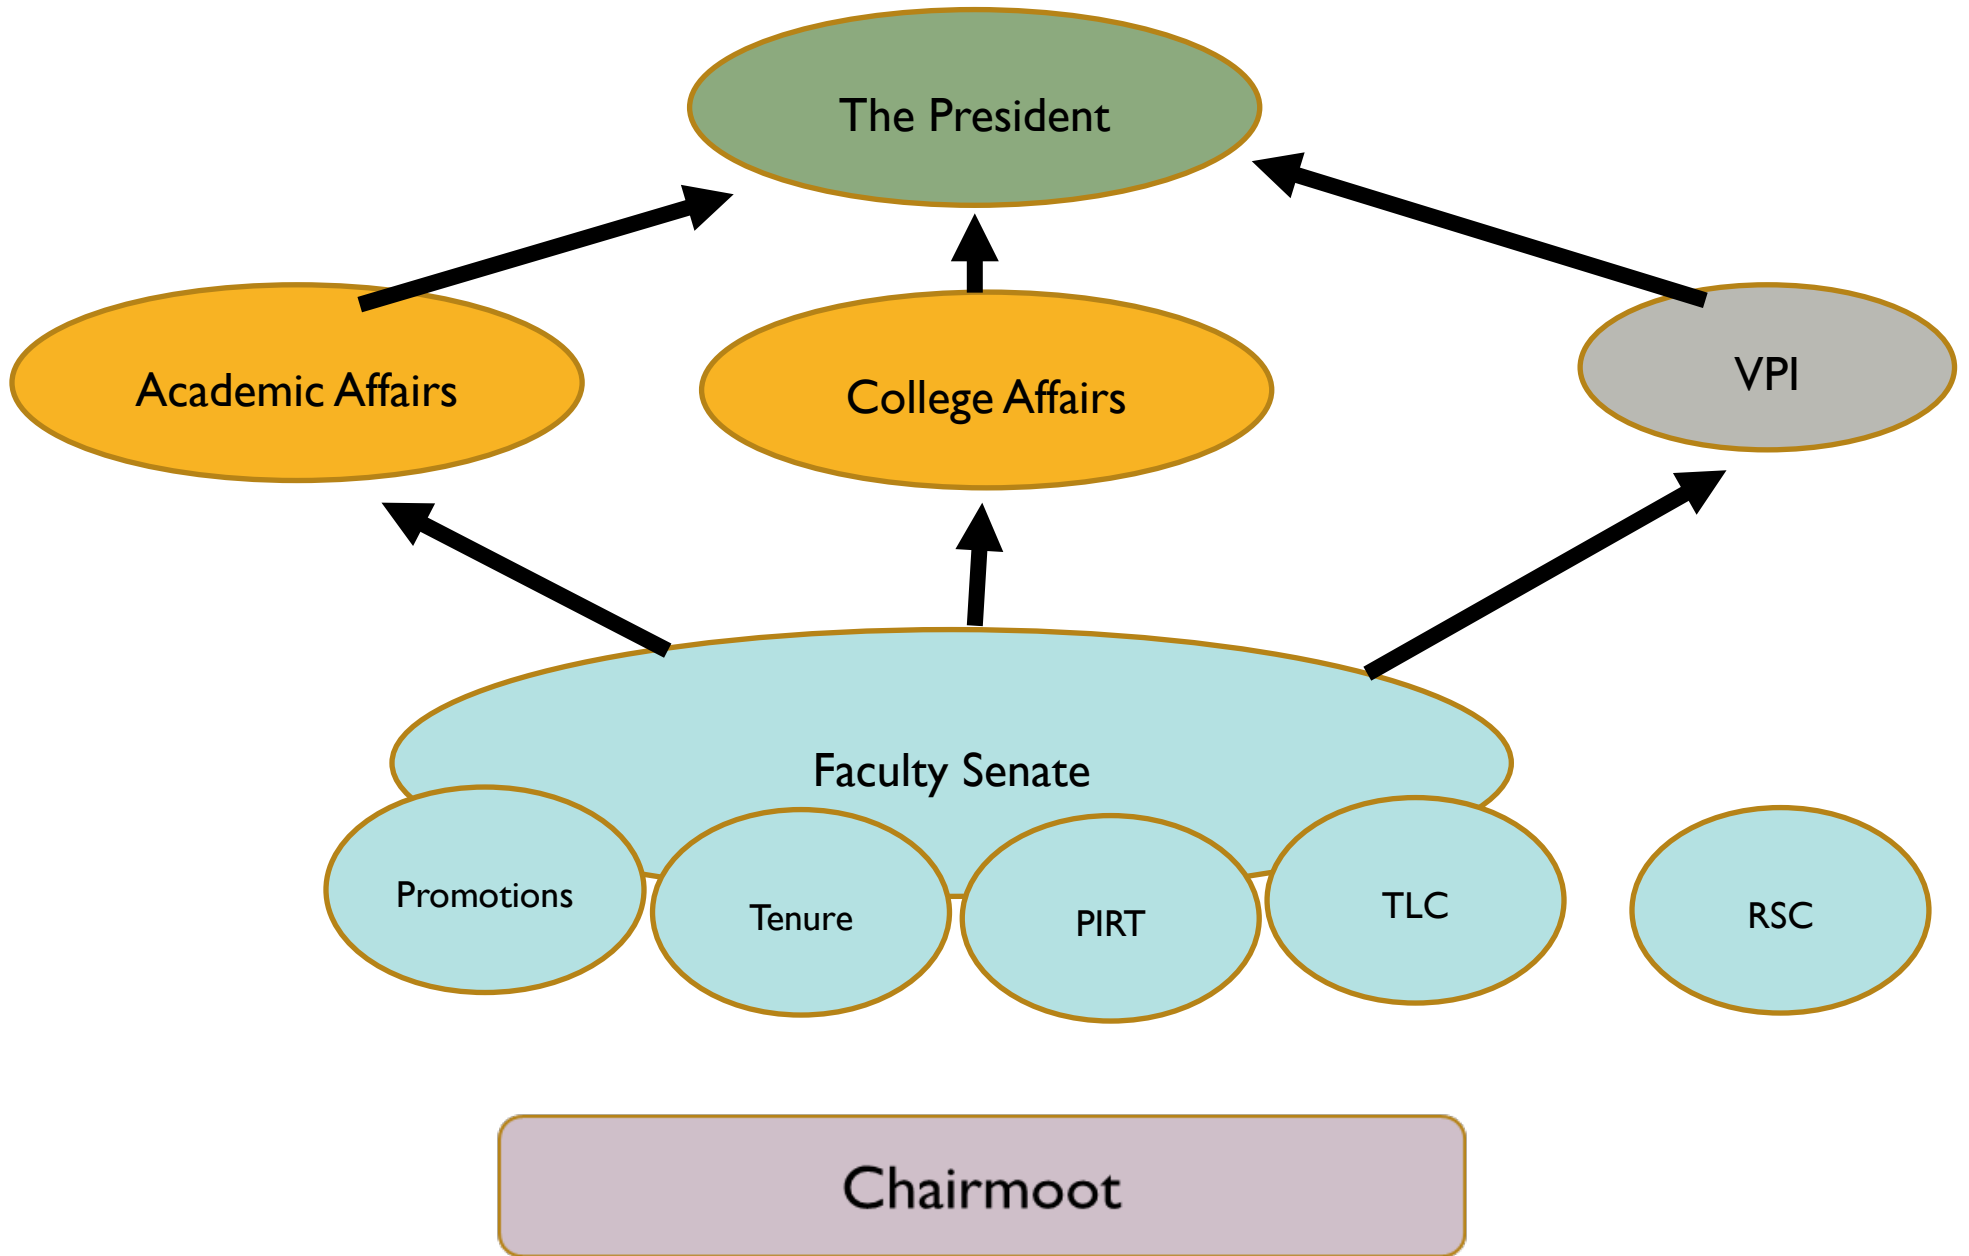 The President
Academic Affairs
College Affairs
VPI
Faculty Senate
Promotions
Tenure
PIRT
TLC
RSC
Chairmoot